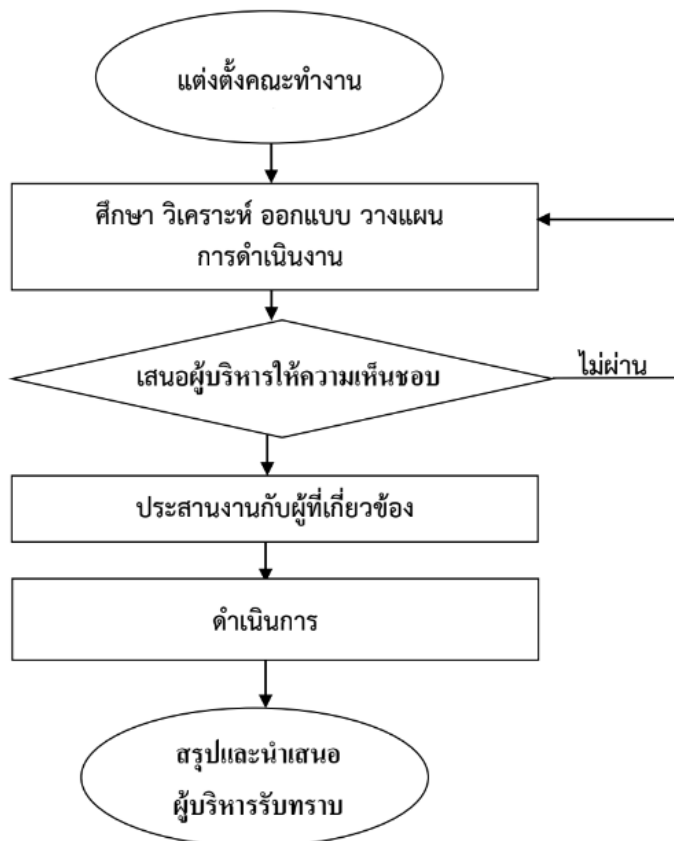 แต่งตั้งคณะทำงาน
ศึกษา วิเคราะห์ ออกแบบ วางแผน
การดำเนินงาน
เสนอผู้บริหารให้ความเห็นชอบ
ไม่ผ่าน
ประสานงานกับผู้ที่เกี่ยวข้อง
ดำเนินการ
สรุปและนำเสนอ
ผู้บริหารรับทราบ